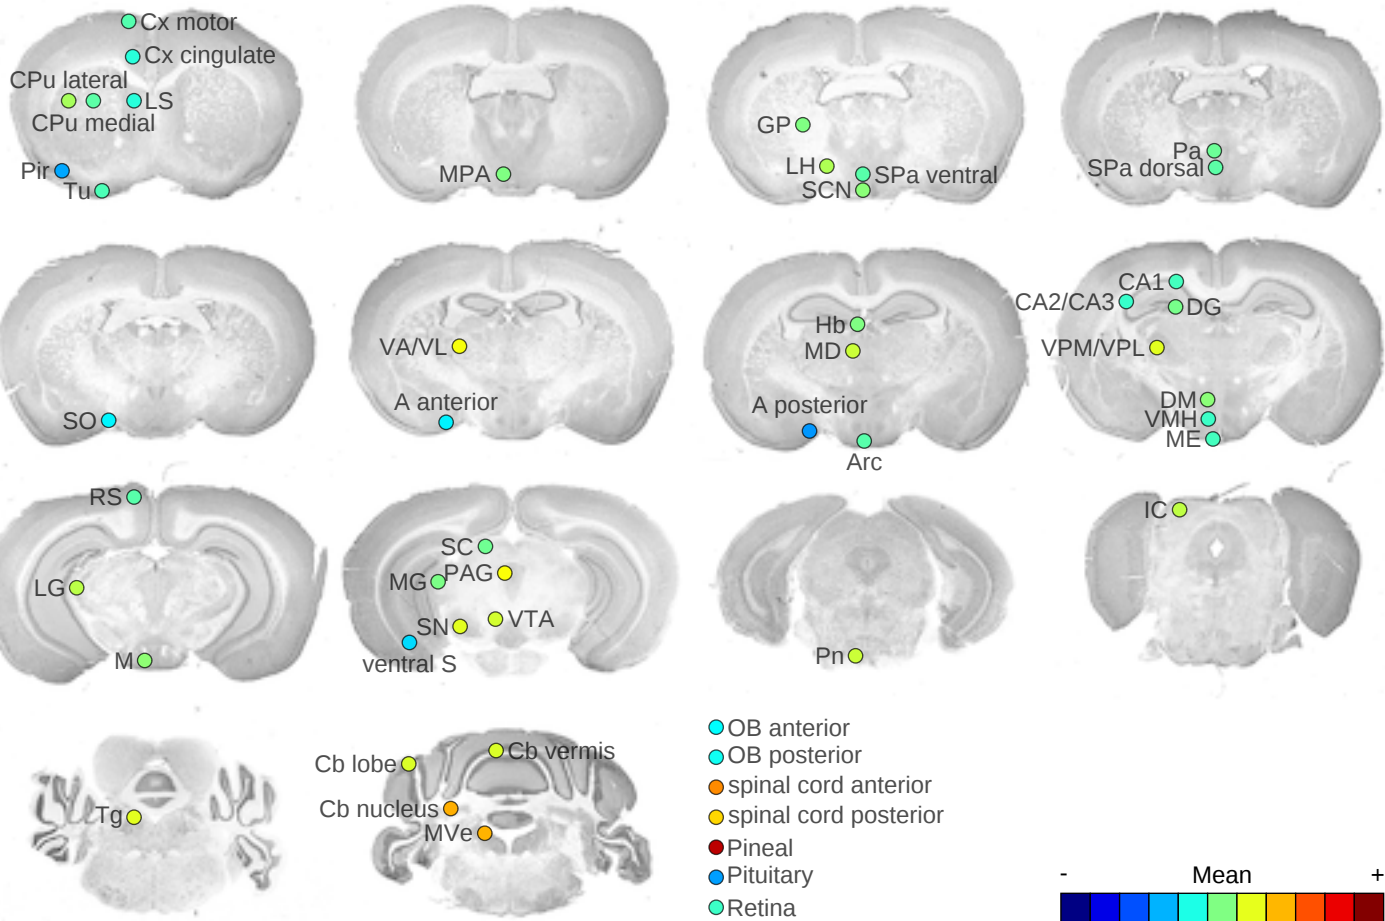 Cx motor
Cx cingulate
CPu lateral
LS
CPu medial
Pir
Tu
MPA
GP
LH
SPa ventral
SCN
Pa
SPa dorsal
SO
VA/VL
A anterior
Hb
MD
A posterior
Arc
CA1
CA2/CA3
DG
VPM/VPL
DM
VMH
ME
RS
LG
M
SC
MG
PAG
SN
VTA
ventral S
Pn
IC
Tg
Cb lobe
Cb vermis
Cb nucleus
MVe
OB anterior
OB posterior
spinal cord anterior
spinal cord posterior
Pineal
Pituitary
Retina
- Mean +